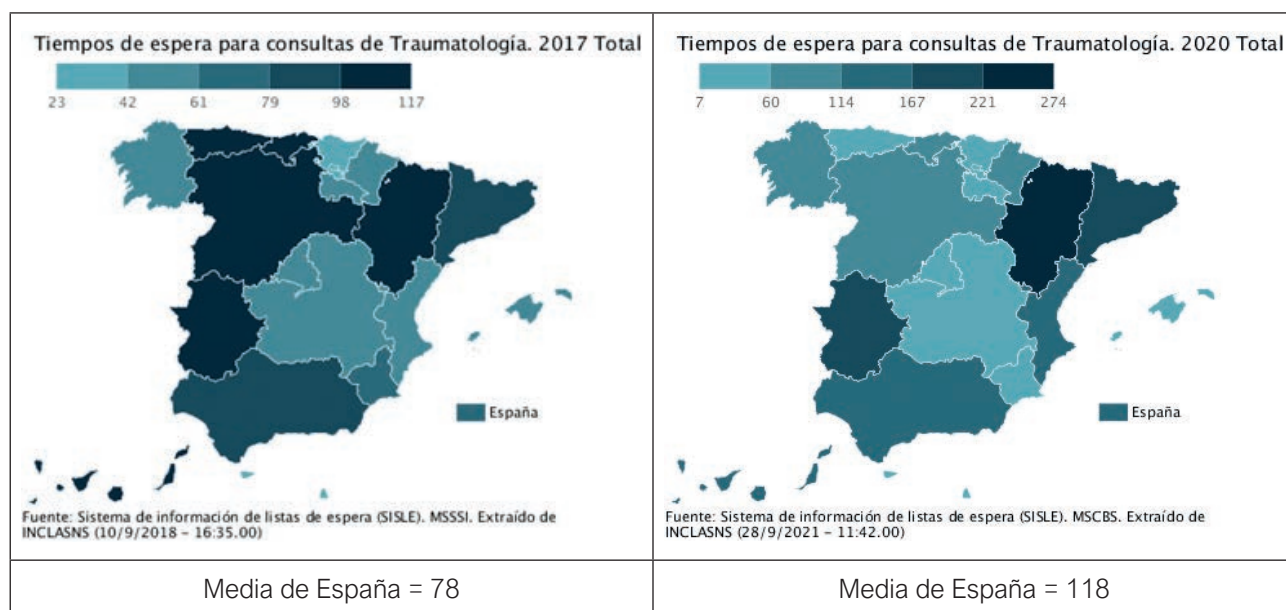 Tiempos de espera para consultas de Traumatología. 2017 Total
23 42 61 79 98 117
España
Fuente: Sistema de información de listas de espera (SISLE). MSSSI. Extraído de
INCLASNS (10/9/2018 - 16:35.00)
Media de España = 78
Tiempos de espera para consultas de Traumatología. 2020 Total
7 60 114 167 221 274
España
Fuente: Sistema de información de listas de espera (SISLE). MSCBS. Extraído de
INCLASNS (28/9/2021 - 11:42.00)
Media de España = 118